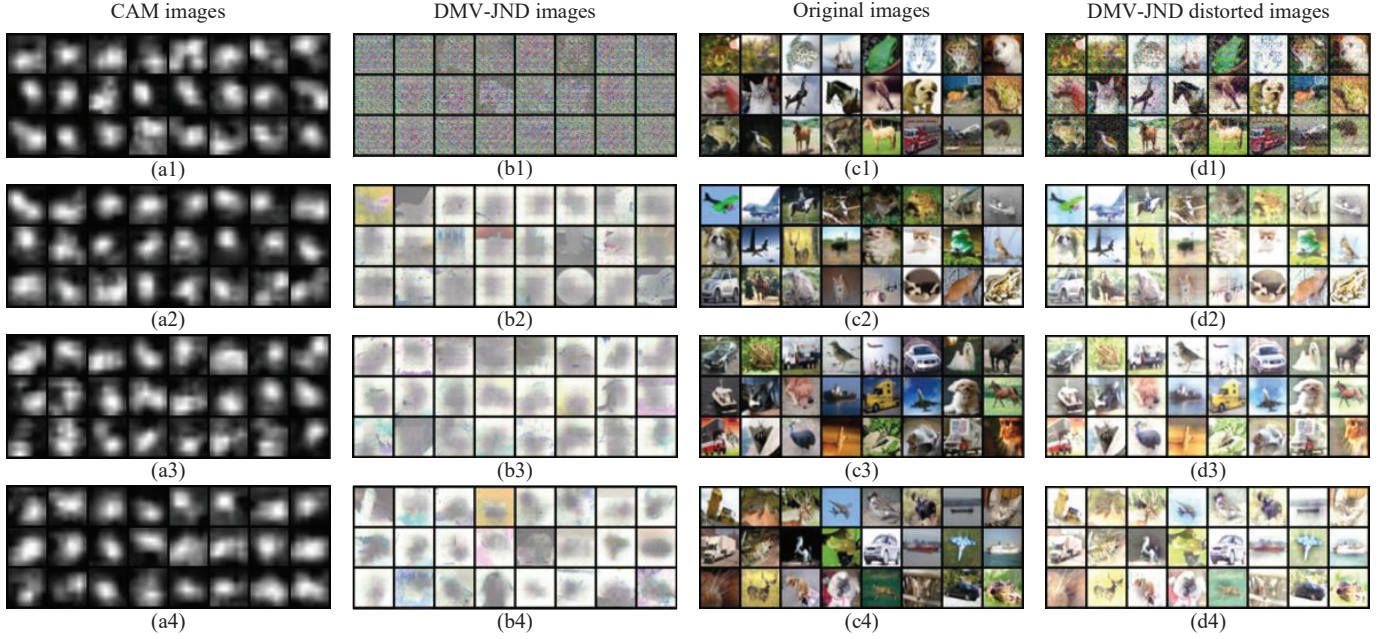 CAM images DMV-JND images Original images DMV-JND distorted images
(a1) (b1) (c1) (d1)
(a2) (b2) (c2) (d2)
(a3) (b3) (c3) (d3)
(a4) (b4) (c4) (d4)